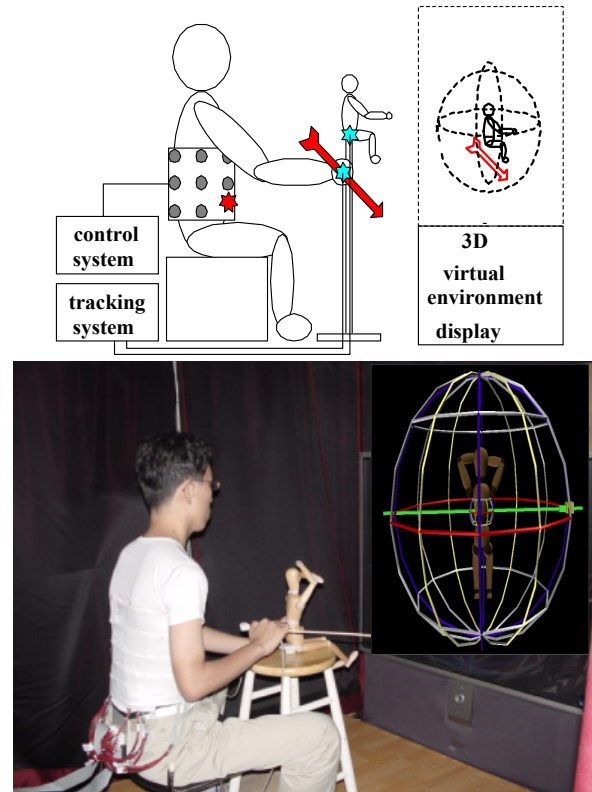 control
system
tracking
system
3D
virtual
environment
display